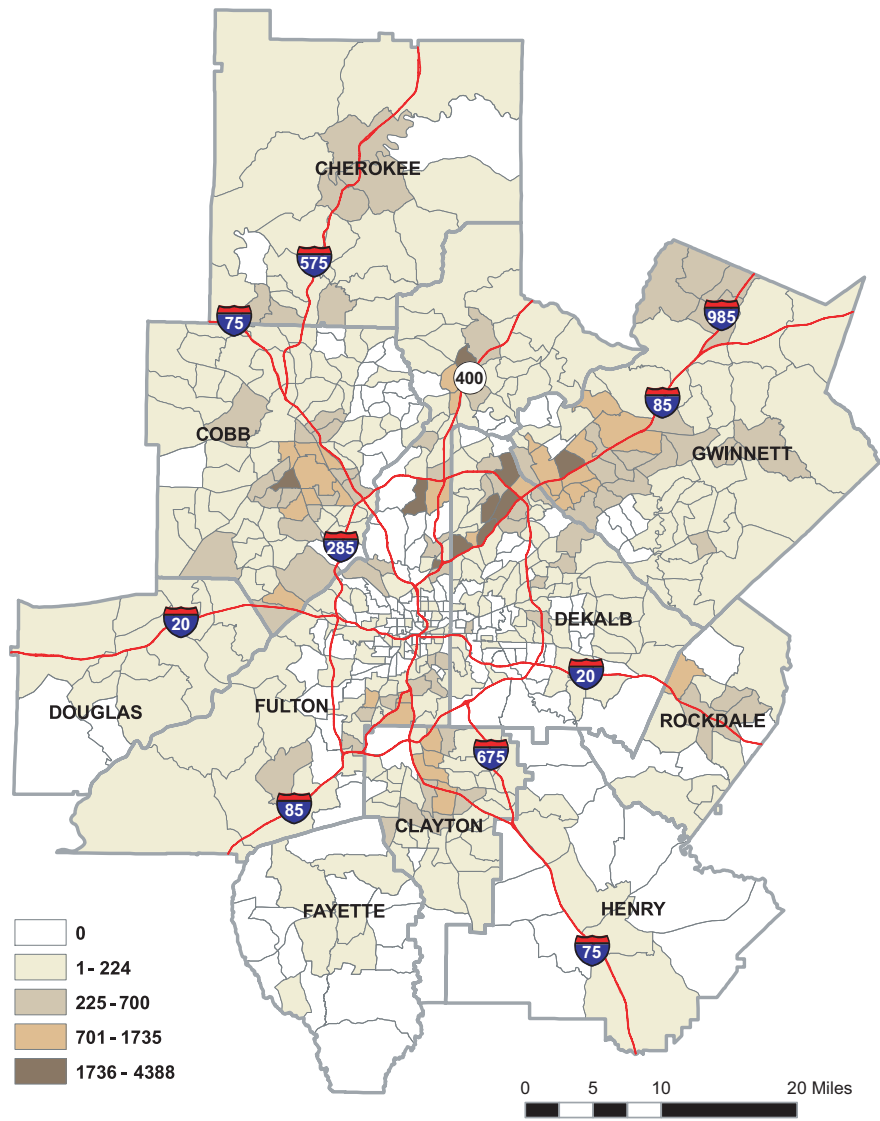 CHEROKEE
575
75
985
400
85
COBB
GWINNETT
285
20
DEKALB
20
DOUGLAS
FULTON
ROCKDALE
675
85
CLAYTON
FAYETTE
HENRY
75
0
1 - 224
225 - 700
701 - 1735
1736 - 4388
0 5 10 20 Miles